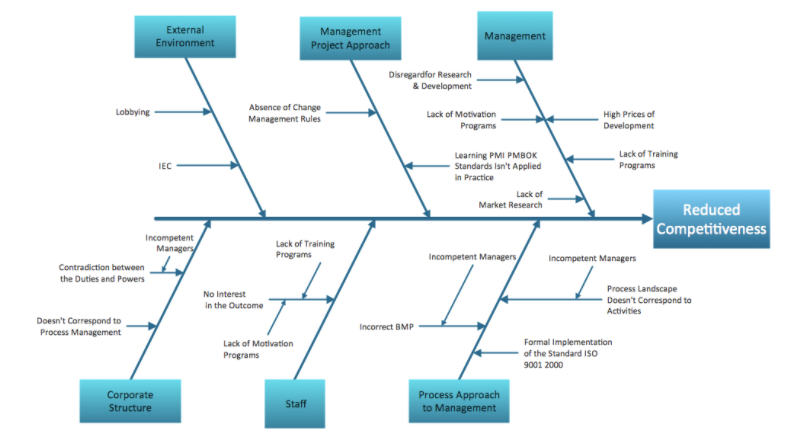 External
Environment
Management
Project Approach
Management
Disregardfor Research
& Development
Lobbying
Absence of Change
Management Rules
Lack of Motivation
Programs
High Prices of
Development
IEC
Learning PMI PMBOK
Standards Isn't Applied
in Practice
Lack of Training
Programs
Lack of
Market Research
Reduced
Competitiveness
Incompetent
Managers
Contradiction between
the Duties and Powers
Doesn't Correspond to
Process Management
Lack of Training
Programs
No Interest
in the Outcome
Lack of Motivation
Programs
Incompetent Managers
Incompetent Managers
Process Landscape
Doesn't Correspond to
Activities
Incorrect BMP
Formal Implementation
of the Standard ISO
9001 2000
Corporate
Structure
Staff
Process Approach
to Management